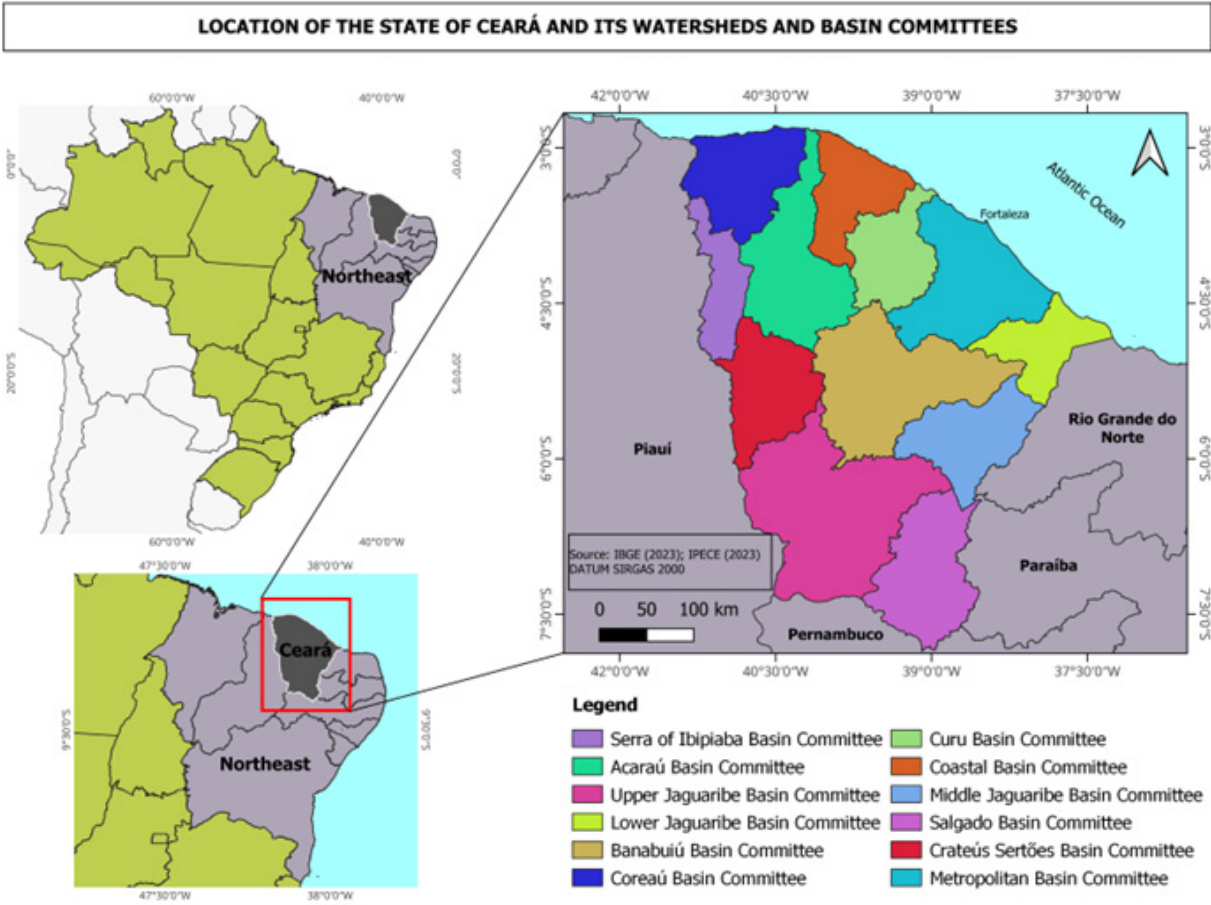 LOCATION OF THE STATE OF CEARÁ AND ITS WATERSHEDS AND BASIN COMMITTEES
60°0'0"W
40°0'0"W
0°0'0"
0°0'0"
Northeast
20°0'0"S
20°0'0"S
60°0'0"W
40°0'0"W
47°30'0"W
38°0'0"W
Ceará
9°30'0"S
9°30'0"S
Northeast
47°30'0"W
38°0'0"W
42°0'0"W
40°30'0"W
39°0'0"W
37°30'0"W
3°0'0"S
3°0'0"S
Atlantic Ocean
Fortaleza
4°30'0"S
4°30'0"S
Rio Grande do
Norte
Piauí
6°0'0"S
6°0'0"S
Source: IBGE (2023); IPECE (2023)
DATUM SIRGAS 2000
Paraíba
0 50 100 km
7°30'0"S
7°30'0"S
Pernambuco
42°0'0"W
40°30'0"W
39°0'0"W
37°30'0"W
Legend
Serra of Ibipiaba Basin Committee
Acaraú Basin Committee
Upper Jaguaribe Basin Committee
Lower Jaguaribe Basin Committee
Banabuiú Basin Committee
Coreaú Basin Committee
Curu Basin Committee
Coastal Basin Committee
Middle Jaguaribe Basin Committee
Salgado Basin Committee
Crateús Sertões Basin Committee
Metropolitan Basin Committee